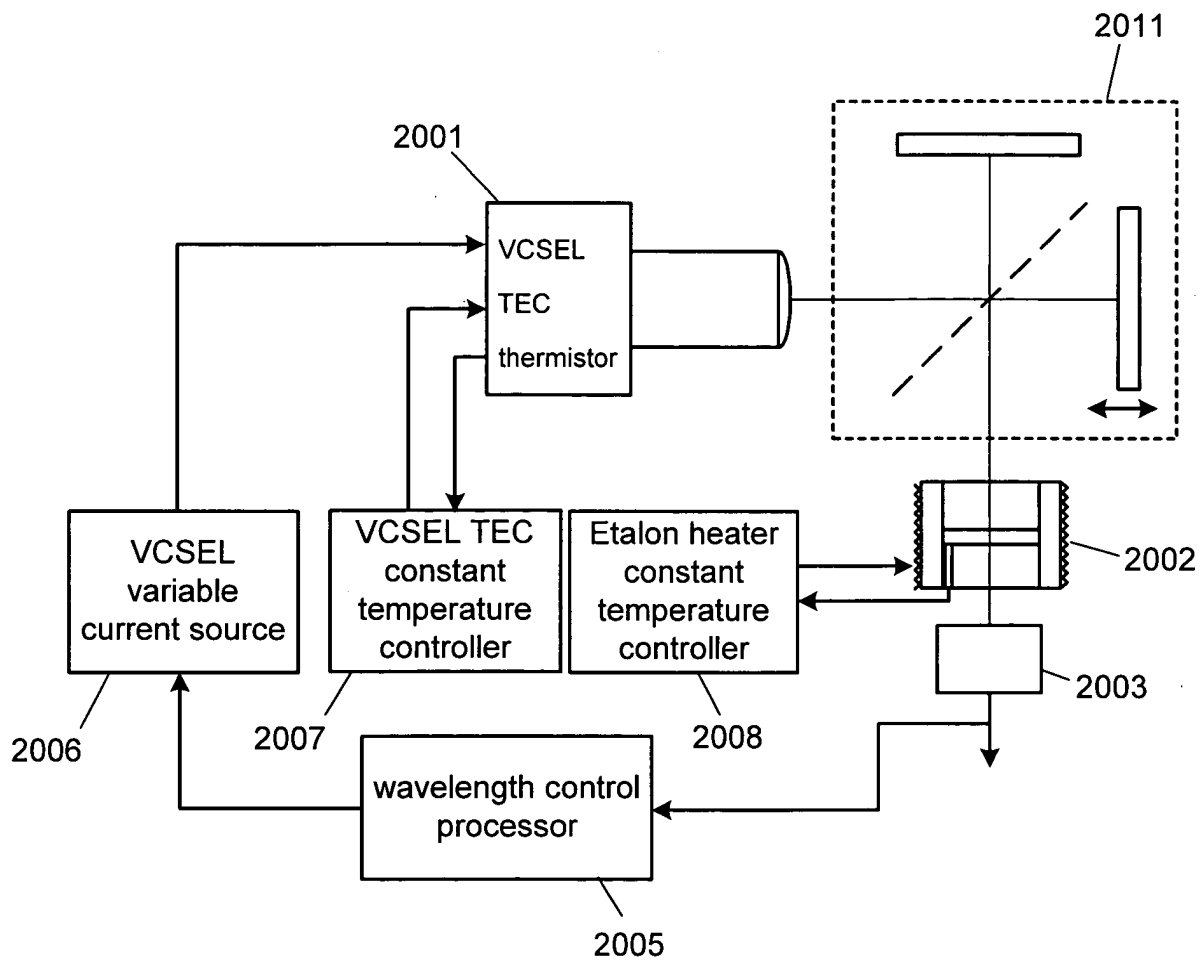 2011
2001
VCSEL
TEC
thermistor
VCSEL
variable
current source
VCSEL TEC
constant
temperature
controller
Etalon heater
constant
temperature
controller
2002
2003
2006
2007
2008
wavelength control
processor
2005